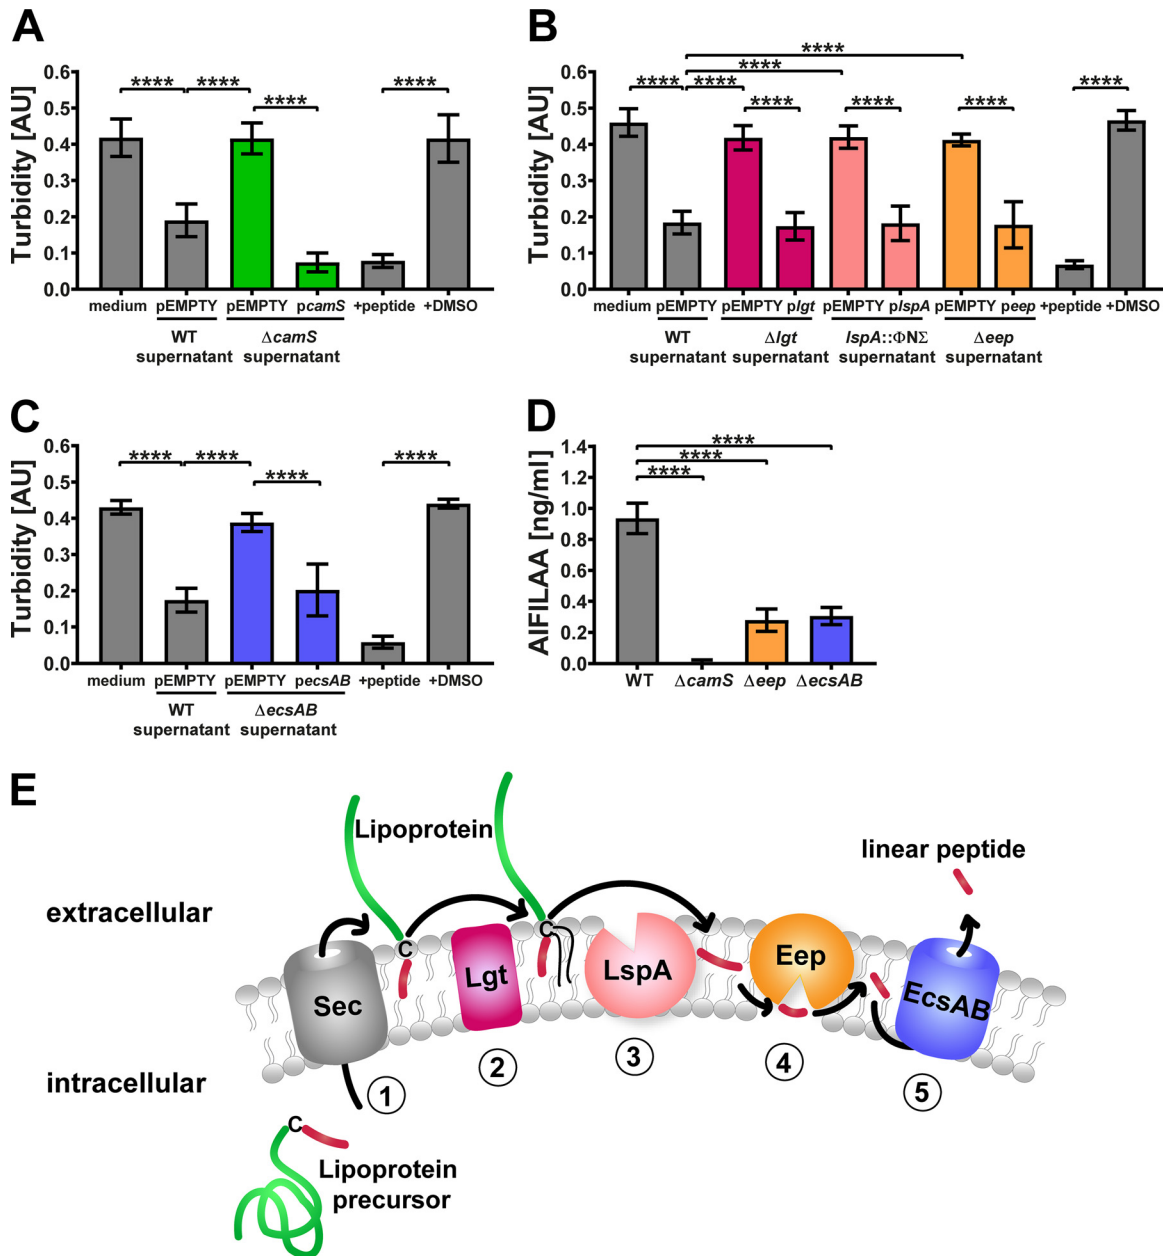 A
Turbidity [AU]
0.6
0.5
0.4
0.3
0.2
0.1
0.0
**** ****
****
****
medium pEMPTY pEMPTY pcamS +peptide +DMSO
WT ΔcamS
supernatant supernatant
B
Turbidity [AU]
0.6
0.5
0.4
0.3
0.2
0.1
0.0
****
****
**** ****
**** **** **** ****
medium pEMPTY pEMPTY plgt pEMPTY plspA pEMPTY peep +peptide +DMSO
WT Δlgt lspA::ΦΝΣ Δeep
supernatant supernatant supernatant supernatant
C
Turbidity [AU]
0.6
0.5
0.4
0.3
0.2
0.1
0.0
**** **** ****
****
medium pEMPTY pEMPTY pecsAB +peptide +DMSO
WT ΔecsAB
supernatant supernatant
D
AIFILAA [ng/ml]
1.4
1.2
1.0
0.8
0.6
0.4
0.2
0.0
****
****
****
WT ΔcamS Δeep ΔecsAB
E
Lipoprotein
linear peptide
extracellular
C C
Sec Lgt LspA Eep EcsAB
intracellular
1 2 3 4 5
C
Lipoprotein
precursor